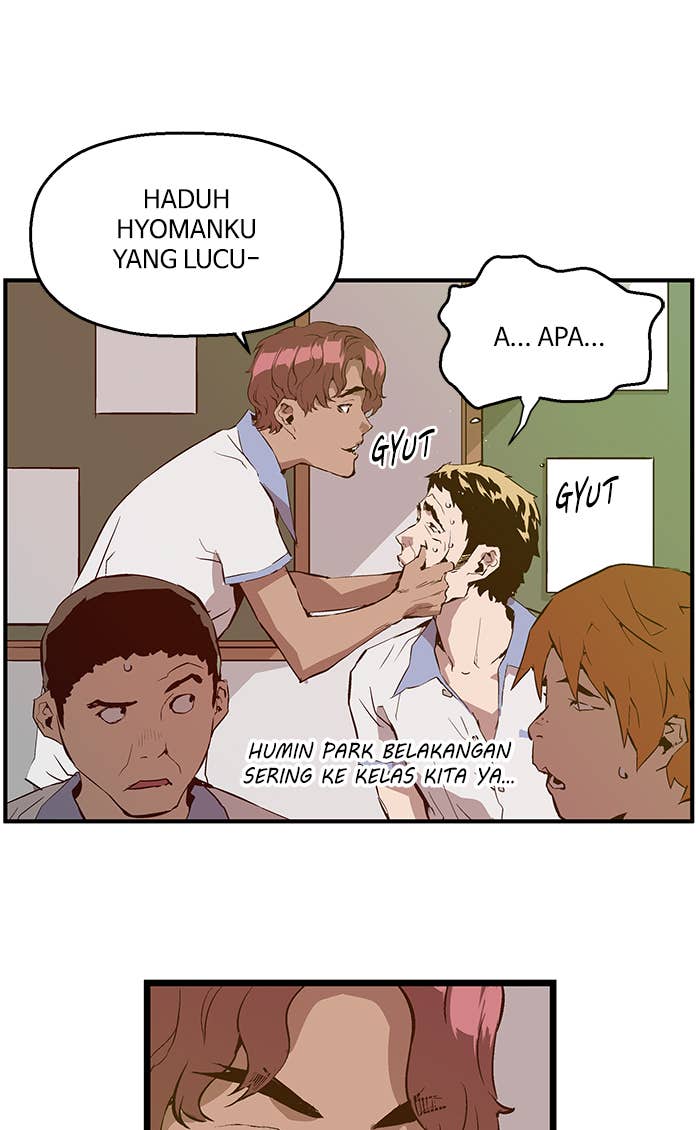 HADUH
HYOMANKU
YANG LUCU-
A... APA...
GYUT
GYUT
HUMIN PARK BELAKANGAN
SERING KE KELAS KITA YA...